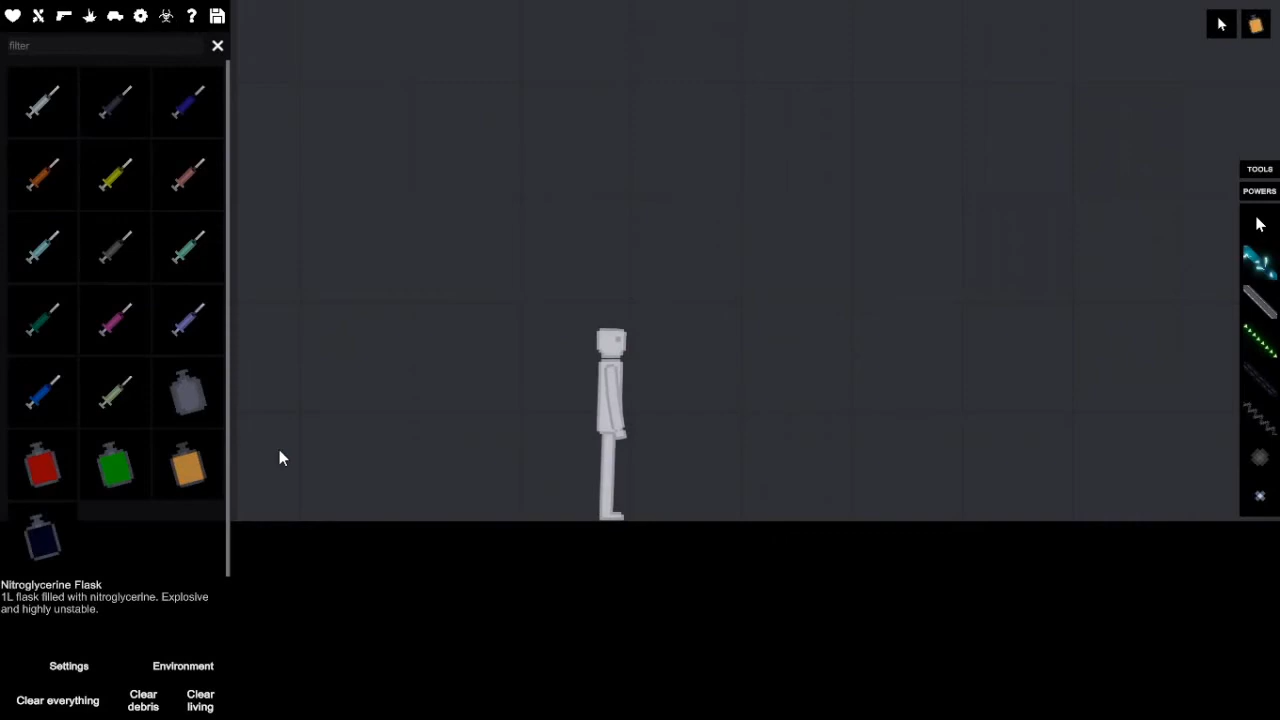 ?
filter
TOOLS
POWERS
Nitroglycerine Flask
1L flask filled with nitroglycerine. Explosive
and highly unstable.
Settings
Environment
Clear everything
Clear
debris
Clear
living